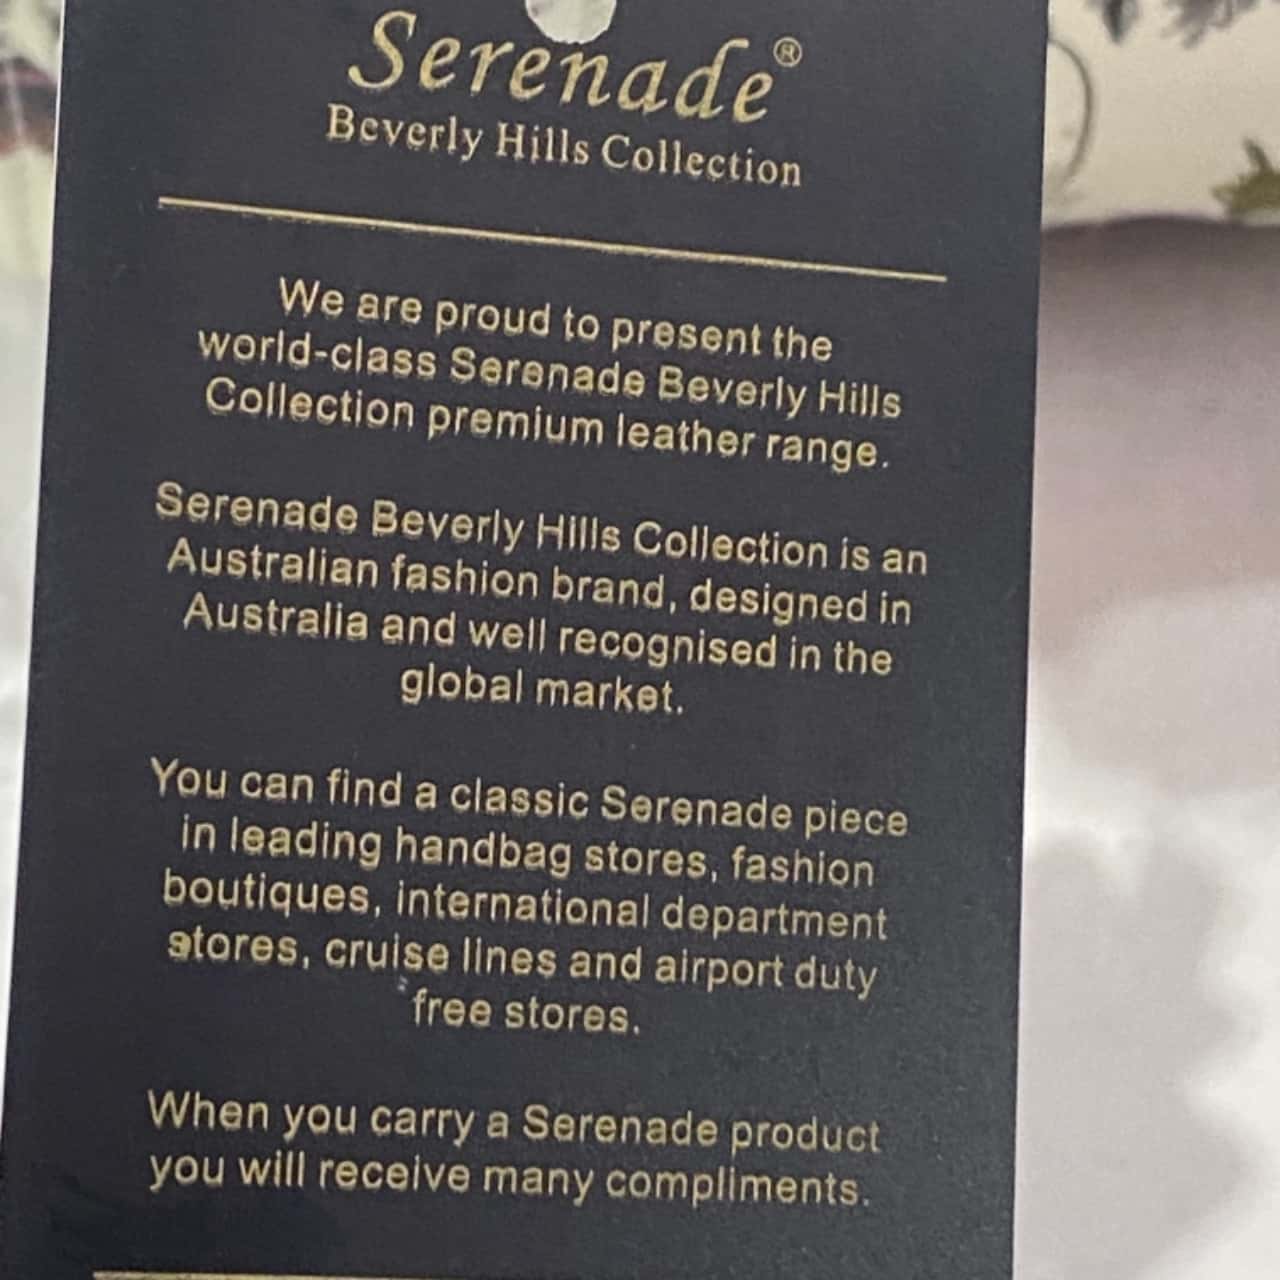 Serenade®
Beverly Hills Collection
We are proud to present the
world-class Serenade Beverly Hills
Collection premium leather range.
Serenade Beverly Hills Collection is an
Australian fashion brand, designed in
Australia and well recognised in the
global market.
You can find a classic Serenade piece
in leading handbag stores, fashion
boutiques, international department
stores, cruise lines and airport duty
free stores.
When you carry a Serenade product
you will receive many compliments.